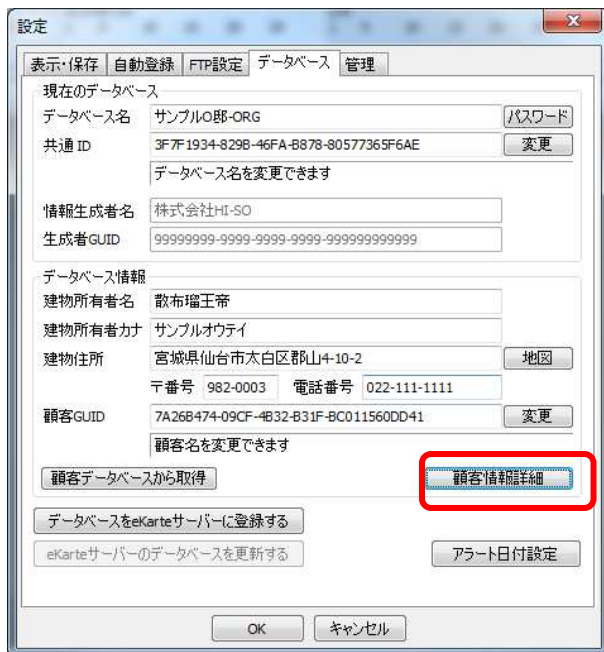 設定
表示・保存 自動登録 FTP設定 データベース 管理
現在のデータベース
データベース名 サンプルO邸-ORG パスワード
共通ID 3F7F1934-829B-46FA-B878-80577365F6AE 変更
データベース名を変更できます
情報生成者名 株式会社HI-SO
生成者GUID 99999999-9999-9999-9999-999999999999
データベース情報
建物所有者名 散布瑠王帝
建物所有者カナ サンプルオウテイ
建物住所 宮城県仙台市太白区郡山4-10-2 地図
〒番号 982-0003 電話番号 022-111-1111
顧客GUID 7A26B474-09CF-4B32-B31F-BC011560DD41 変更
顧客名を変更できます
顧客データベースから取得 顧客情報詳細
データベースをeKarteサーバーに登録する
eKarteサーバーのデータベースを更新する アラート日付設定
OK キャンセル